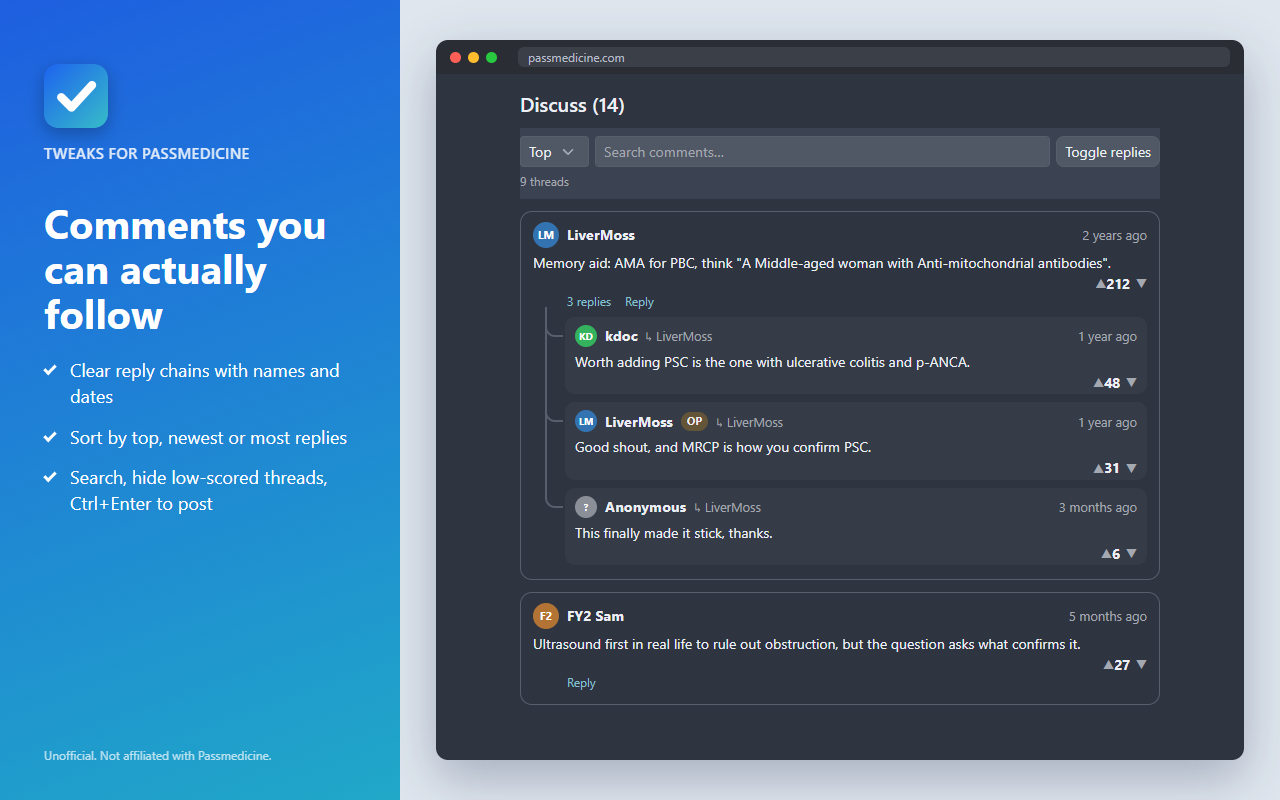 TWEAKS FOR PASSMEDICINE
Comments you
can actually
follow
Clear reply chains with names and
dates
Sort by top, newest or most replies
Search, hide low-scored threads,
Ctrl+Enter to post
Unofficial. Not affiliated with Passmedicine.
passmedicine.com
Discuss (14)
Top
Search comments...
Toggle replies
9 threads
LM LiverMoss 2 years ago
Memory aid: AMA for PBC, think "A Middle-aged woman with Anti-mitochondrial antibodies".
▲212 ▼
3 replies Reply
KD kdoc ↳ LiverMoss 1 year ago
Worth adding PSC is the one with ulcerative colitis and p-ANCA.
▲48 ▼
LM LiverMoss OP ↳ LiverMoss 1 year ago
Good shout, and MRCP is how you confirm PSC.
▲31 ▼
? Anonymous ↳ LiverMoss 3 months ago
This finally made it stick, thanks.
▲6 ▼
F2 FY2 Sam 5 months ago
Ultrasound first in real life to rule out obstruction, but the question asks what confirms it.
▲27 ▼
Reply